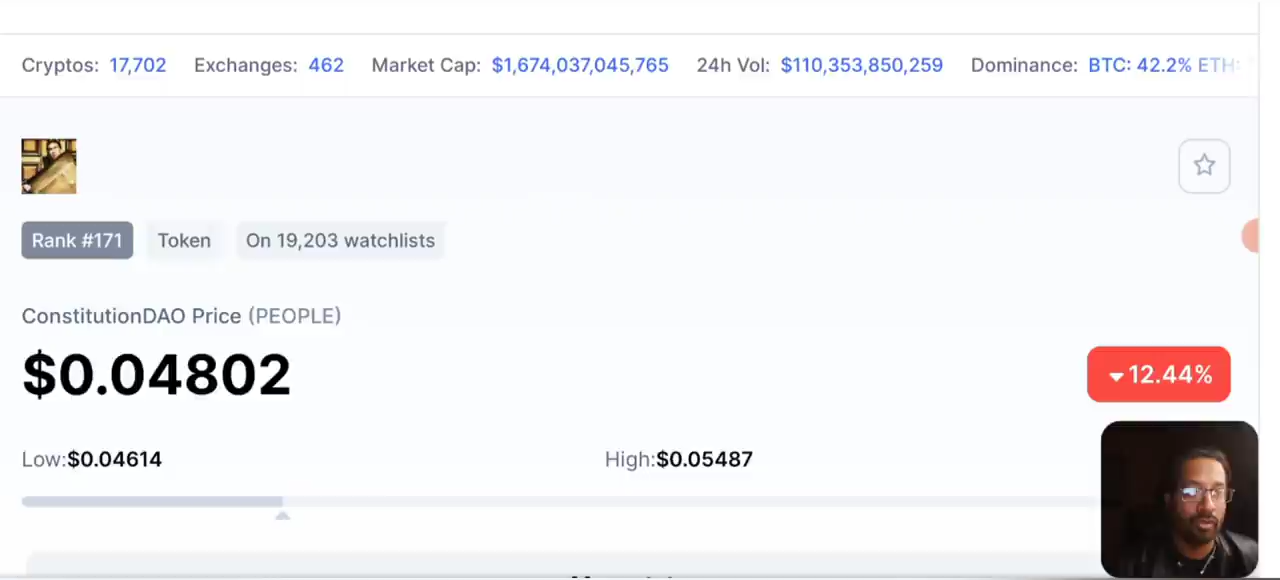 Cryptos: 17,702 Exchanges: 462 Market Cap: $1,674,037,045,765 24h Vol: $110,353,850,259 Dominance: BTC: 42.2% ETH:
Rank #171 Token On 19,203 watchlists
ConstitutionDAO Price (PEOPLE)
$0.04802 12.44%
Low:$0.04614 High:$0.05487